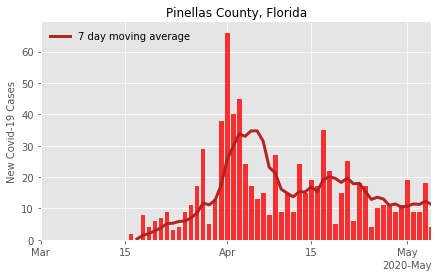 Pinellas County, Florida
7 day moving average
New Covid-19 Cases
60
50
40
30
20
10
0
Mar
15
Apr
15
May
2020-May